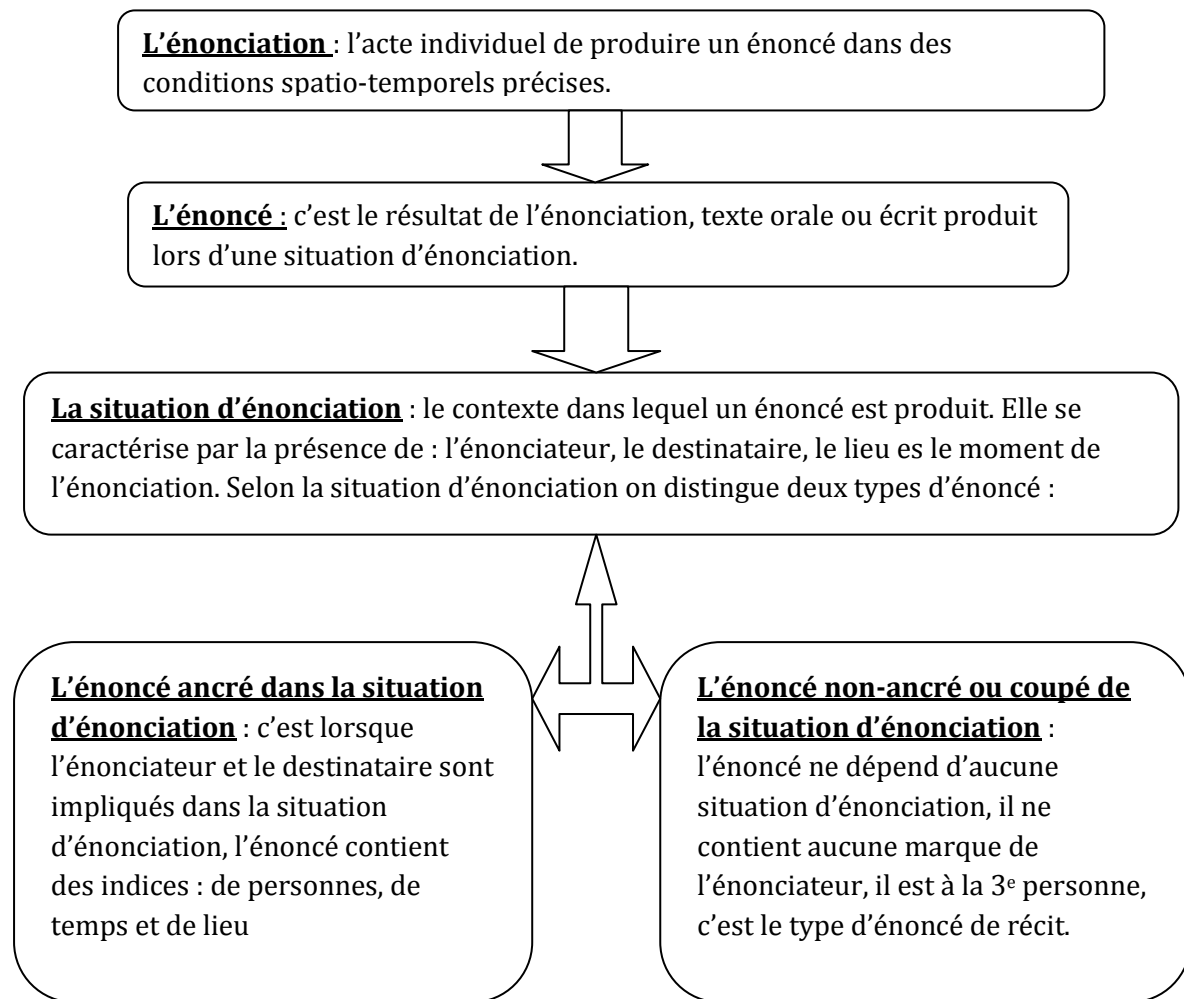 L’énonciation : l’acte individuel de produire un énoncé dans des
conditions spatio-temporels précises.
L’énoncé : c’est le résultat de l’énonciation, texte orale ou écrit produit
lors d’une situation d’énonciation.
La situation d’énonciation : le contexte dans lequel un énoncé est produit. Elle se
caractérise par la présence de : l’énonciateur, le destinataire, le lieu es le moment de
l’énonciation. Selon la situation d’énonciation on distingue deux types d’énoncé :
L’énoncé ancré dans la situation
d’énonciation : c’est lorsque
l’énonciateur et le destinataire sont
impliqués dans la situation
d’énonciation, l’énoncé contient
des indices : de personnes, de
temps et de lieu
L’énoncé non-ancré ou coupé de
la situation d’énonciation :
l’énoncé ne dépend d’aucune
situation d’énonciation, il ne
contient aucune marque de
l’énonciateur, il est à la 3e personne,
c’est le type d’énoncé de récit.